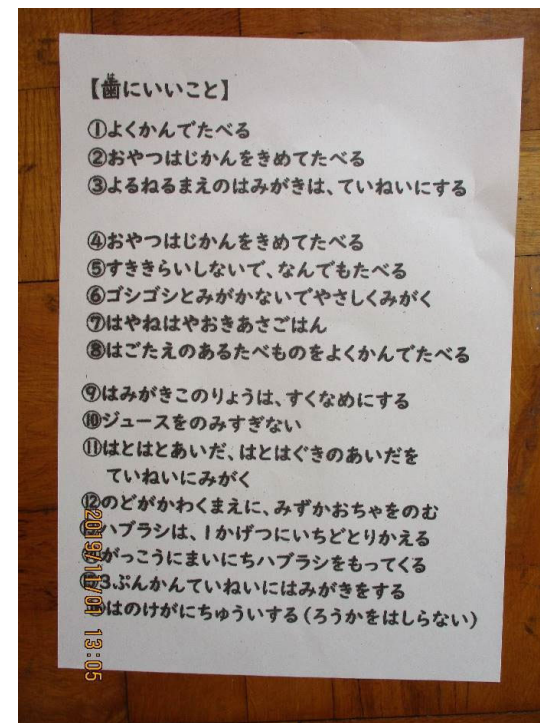 【歯にいいこと】
は
①よくかんでたべる
②おやつはじかんをきめてたべる
③よるねるまえのはみがきは、ていねいにする
④おやつはじかんをきめてたべる
⑤すききらいしないで、なんでもたべる
⑥ゴシゴシとみがかないでやさしくみがく
⑦はやねはやおきあさごはん
⑧はごたえのあるたべものをよくかんでたべる
⑨はみがきこのりょうは、すくなめにする
⑩ジュースをのみすぎない
⑪はとはとあいだ、はとはぐきのあいだを
ていねいにみがく
⑫のどがかわくまえに、みずかおちゃをのむ
ハブラシは、1かげつにいちどとりかえる
がっこうにまいにちハブラシをもってくる
3ぷんかんていねいにはみがきをする
はのけがにちゅういする(ろうかをはしらない)
2019/11/01 13:05